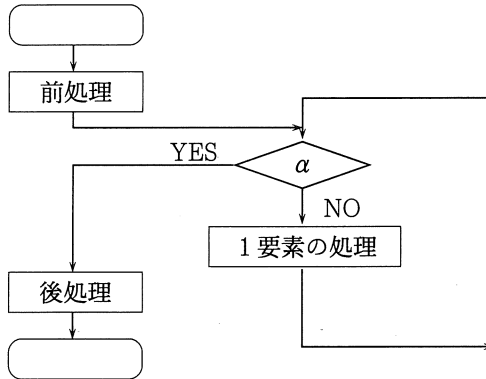 前処理
YES
α
NO
1要素の処理
後処理